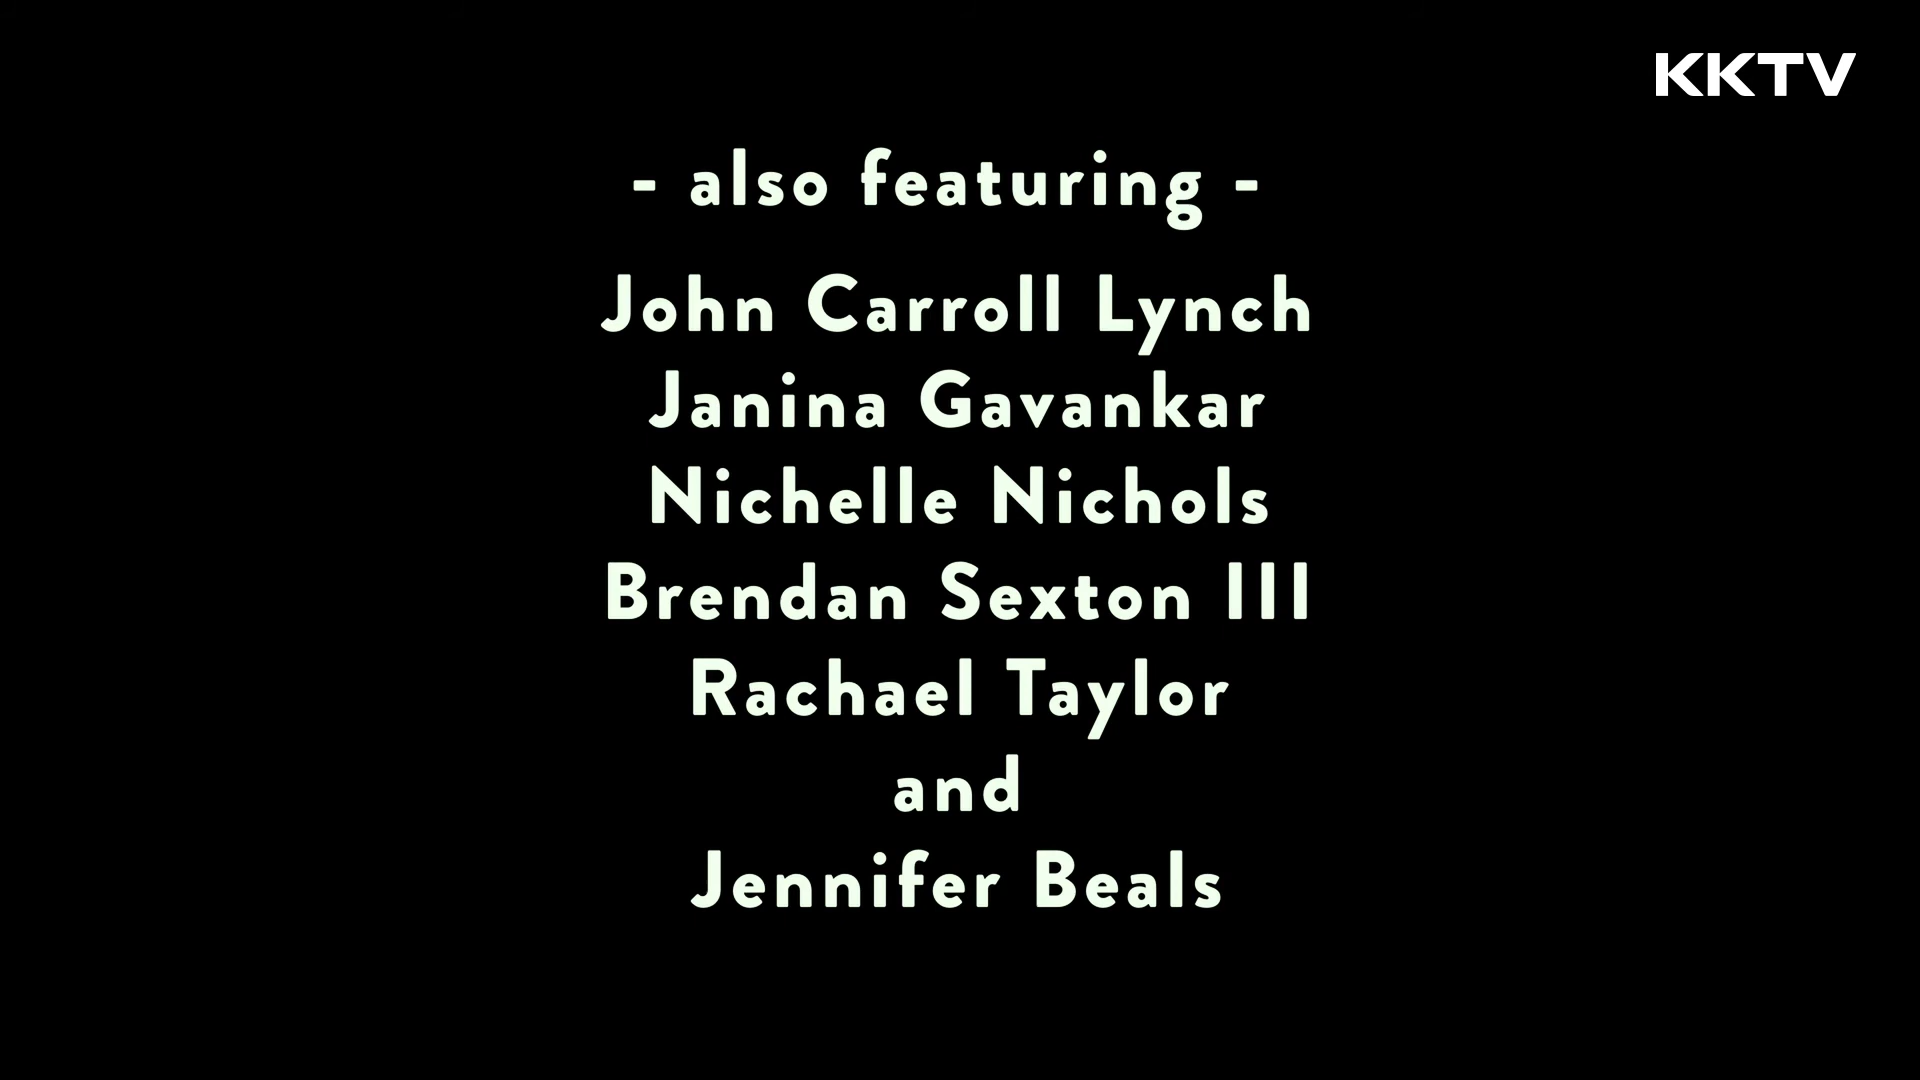 KKTV
- also featuring -
John Carroll Lynch
Janina Gavankar
Nichelle Nichols
Brendan Sexton III
Rachael Taylor
and
Jennifer Beals